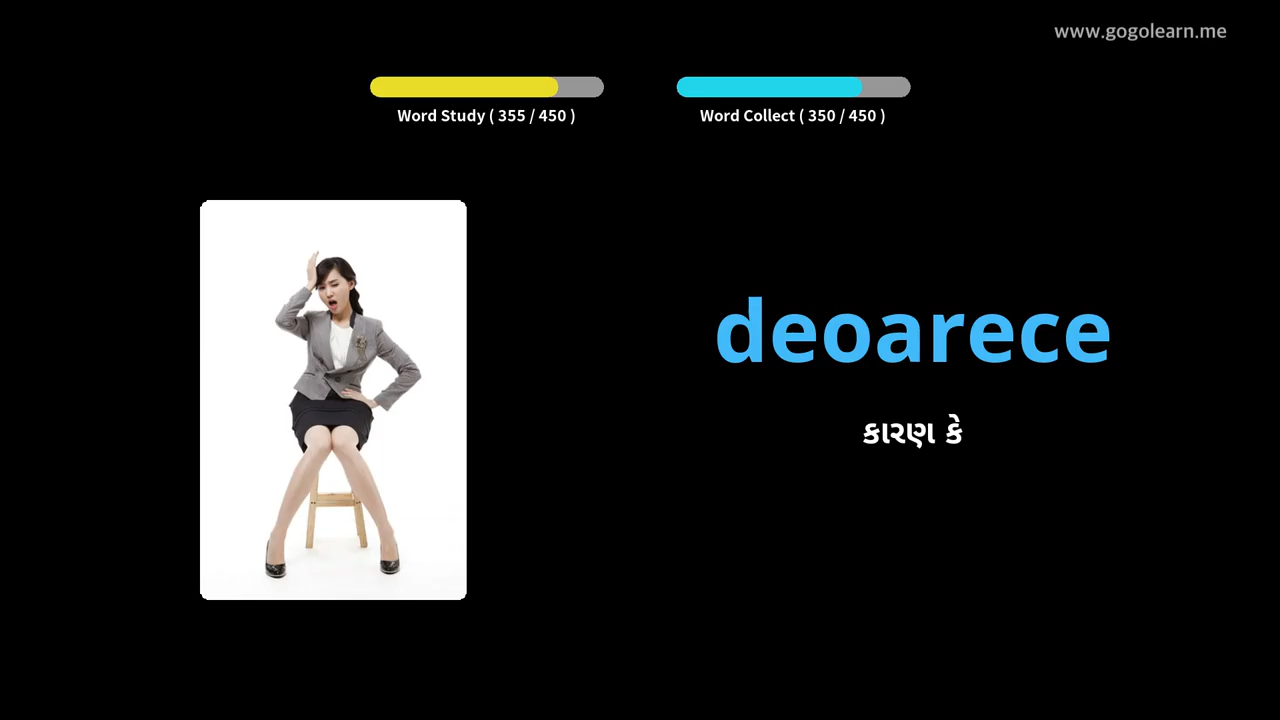 www.gogolearn.me
Word Study ( 355 / 450 )
Word Collect ( 350 / 450 )
deoarece
કારણ કે